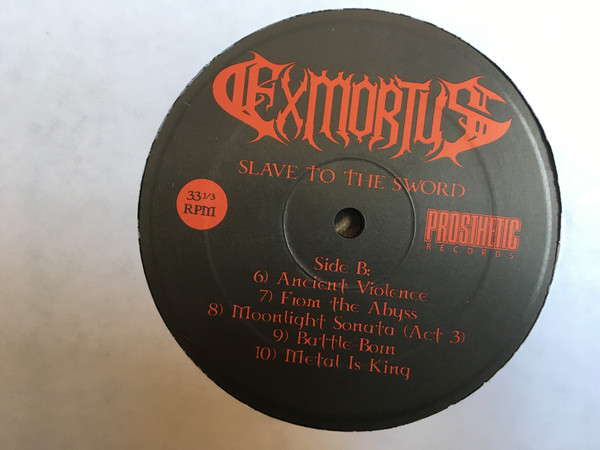 EXMORTUS
SLAVE TO THE SWORD
33 1/3
RPM
PROSTHETIC
RECORDS
Side B:
6) Ancient Violence
7) From the Abyss
8) Moonlight Sonata (Act 3)
9) Battle-Born
10) Metal Is King